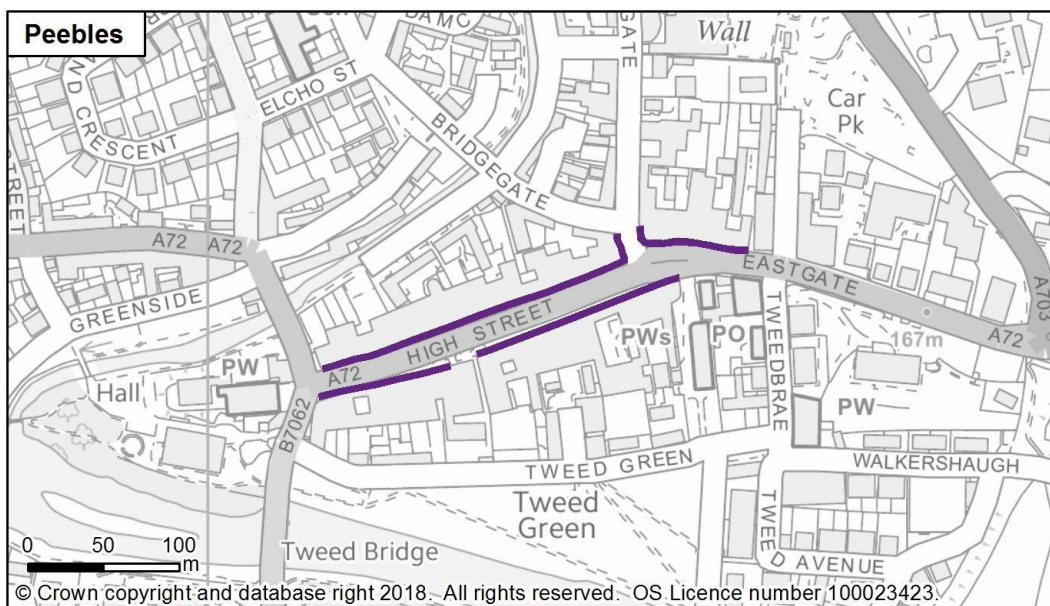 Peebles
Wall
Car
Pk
ELCHO ST
CRESCENT
BRIDGEGATE
GATE
STREET
A72
A72
GREENSIDE
EASTGATE
A703
HIGH STREET
A72
A72
167m
PW
Hall
PWs
PO
TWEEDBRAE
PW
B7062
TWEED GREEN
WALKERSHAUGH
Tweed
Green
TWEED AVENUE
Tweed Bridge
0 50 100
m
© Crown copyright and database right 2018. All rights reserved. OS Licence number 100023423.